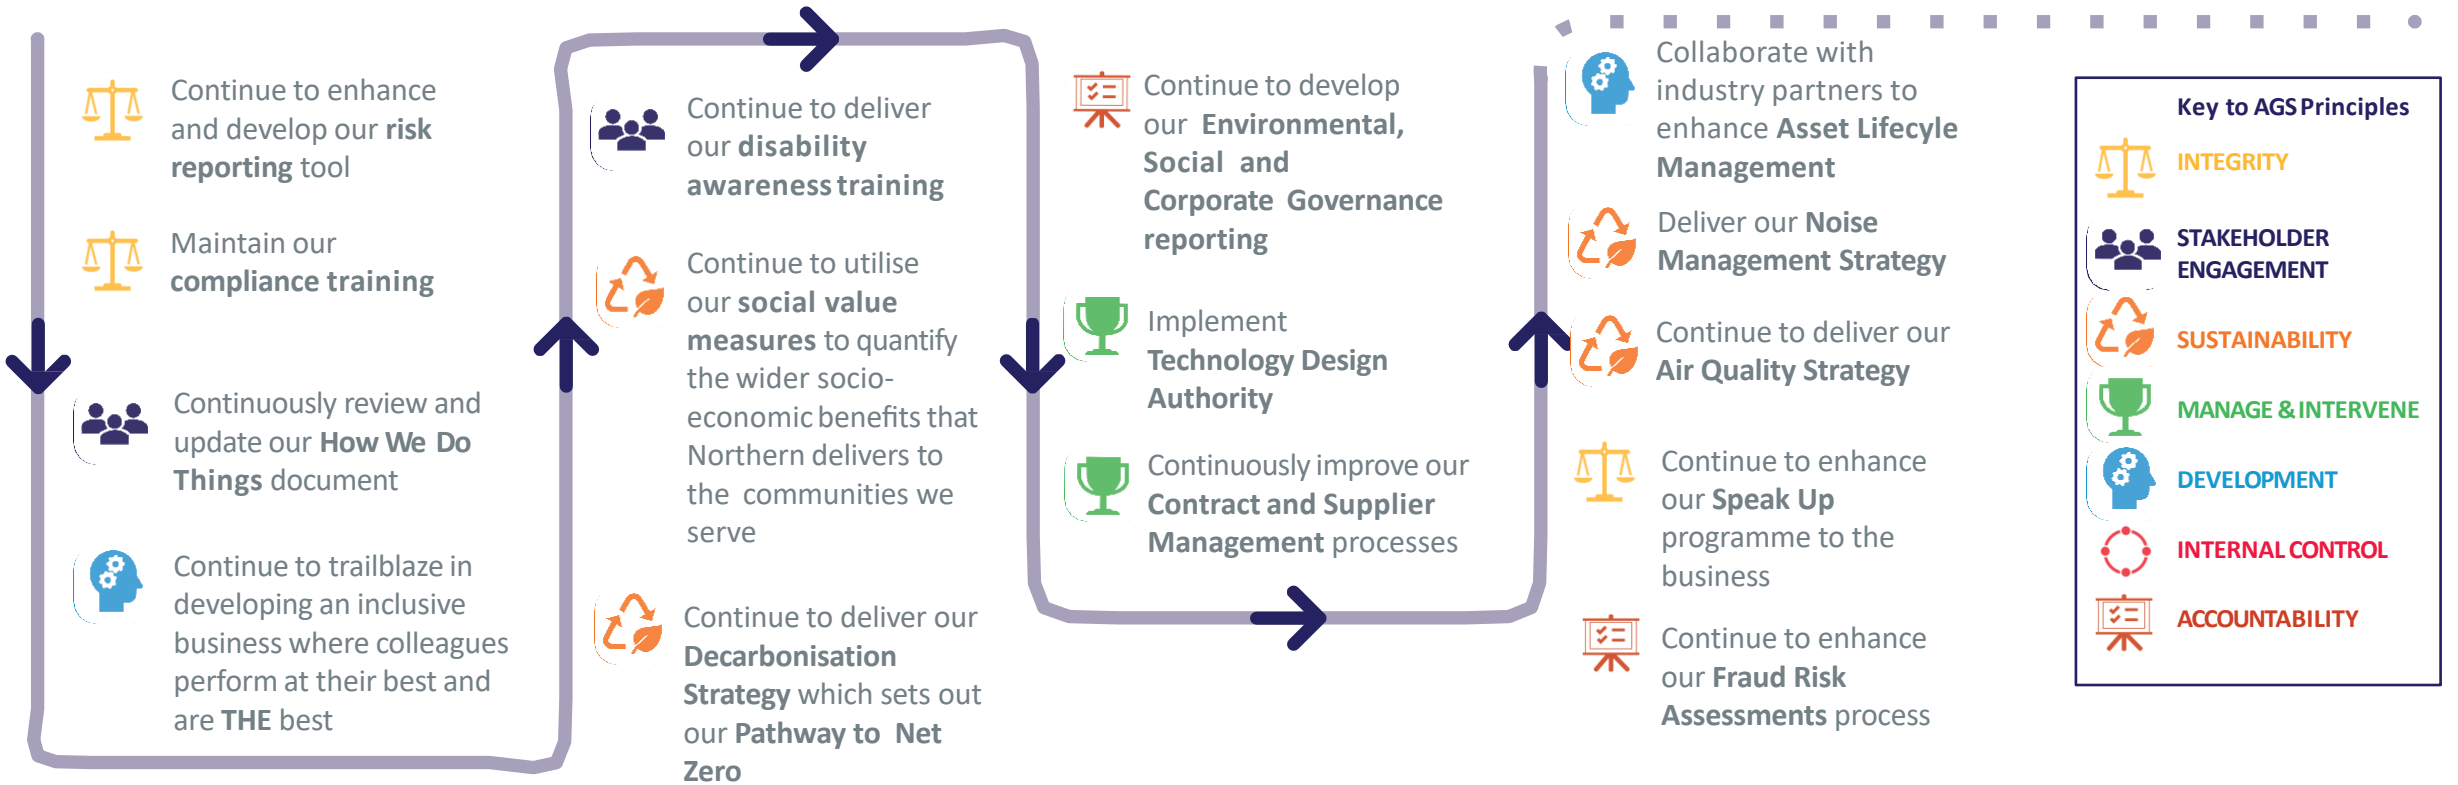 Continue to enhance
and develop our risk
reporting tool
Maintain our
compliance training
Continuously review and
update our How We Do
Things document
Continue to trailblaze in
developing an inclusive
business where colleagues
perform at their best and
are THE best
Continue to deliver
our disability
awareness training
Continue to utilise
our social value
measures to quantify
the wider socio-
economic benefits that
Northern delivers to
the communities we
serve
Continue to deliver our
Decarbonisation
Strategy which sets out
our Pathway to Net
Zero
Continue to develop
our Environmental,
Social and
Corporate Governance
reporting
Implement
Technology Design
Authority
Continuously improve our
Contract and Supplier
Management processes
Collaborate with
industry partners to
enhance Asset Lifecyle
Management
Deliver our Noise
Management Strategy
Continue to deliver our
Air Quality Strategy
Continue to enhance
our Speak Up
programme to the
business
Continue to enhance
our Fraud Risk
Assessments process
Key to AGS Principles
INTEGRITY
STAKEHOLDER
ENGAGEMENT
SUSTAINABILITY
MANAGE & INTERVENE
DEVELOPMENT
INTERNAL CONTROL
ACCOUNTABILITY